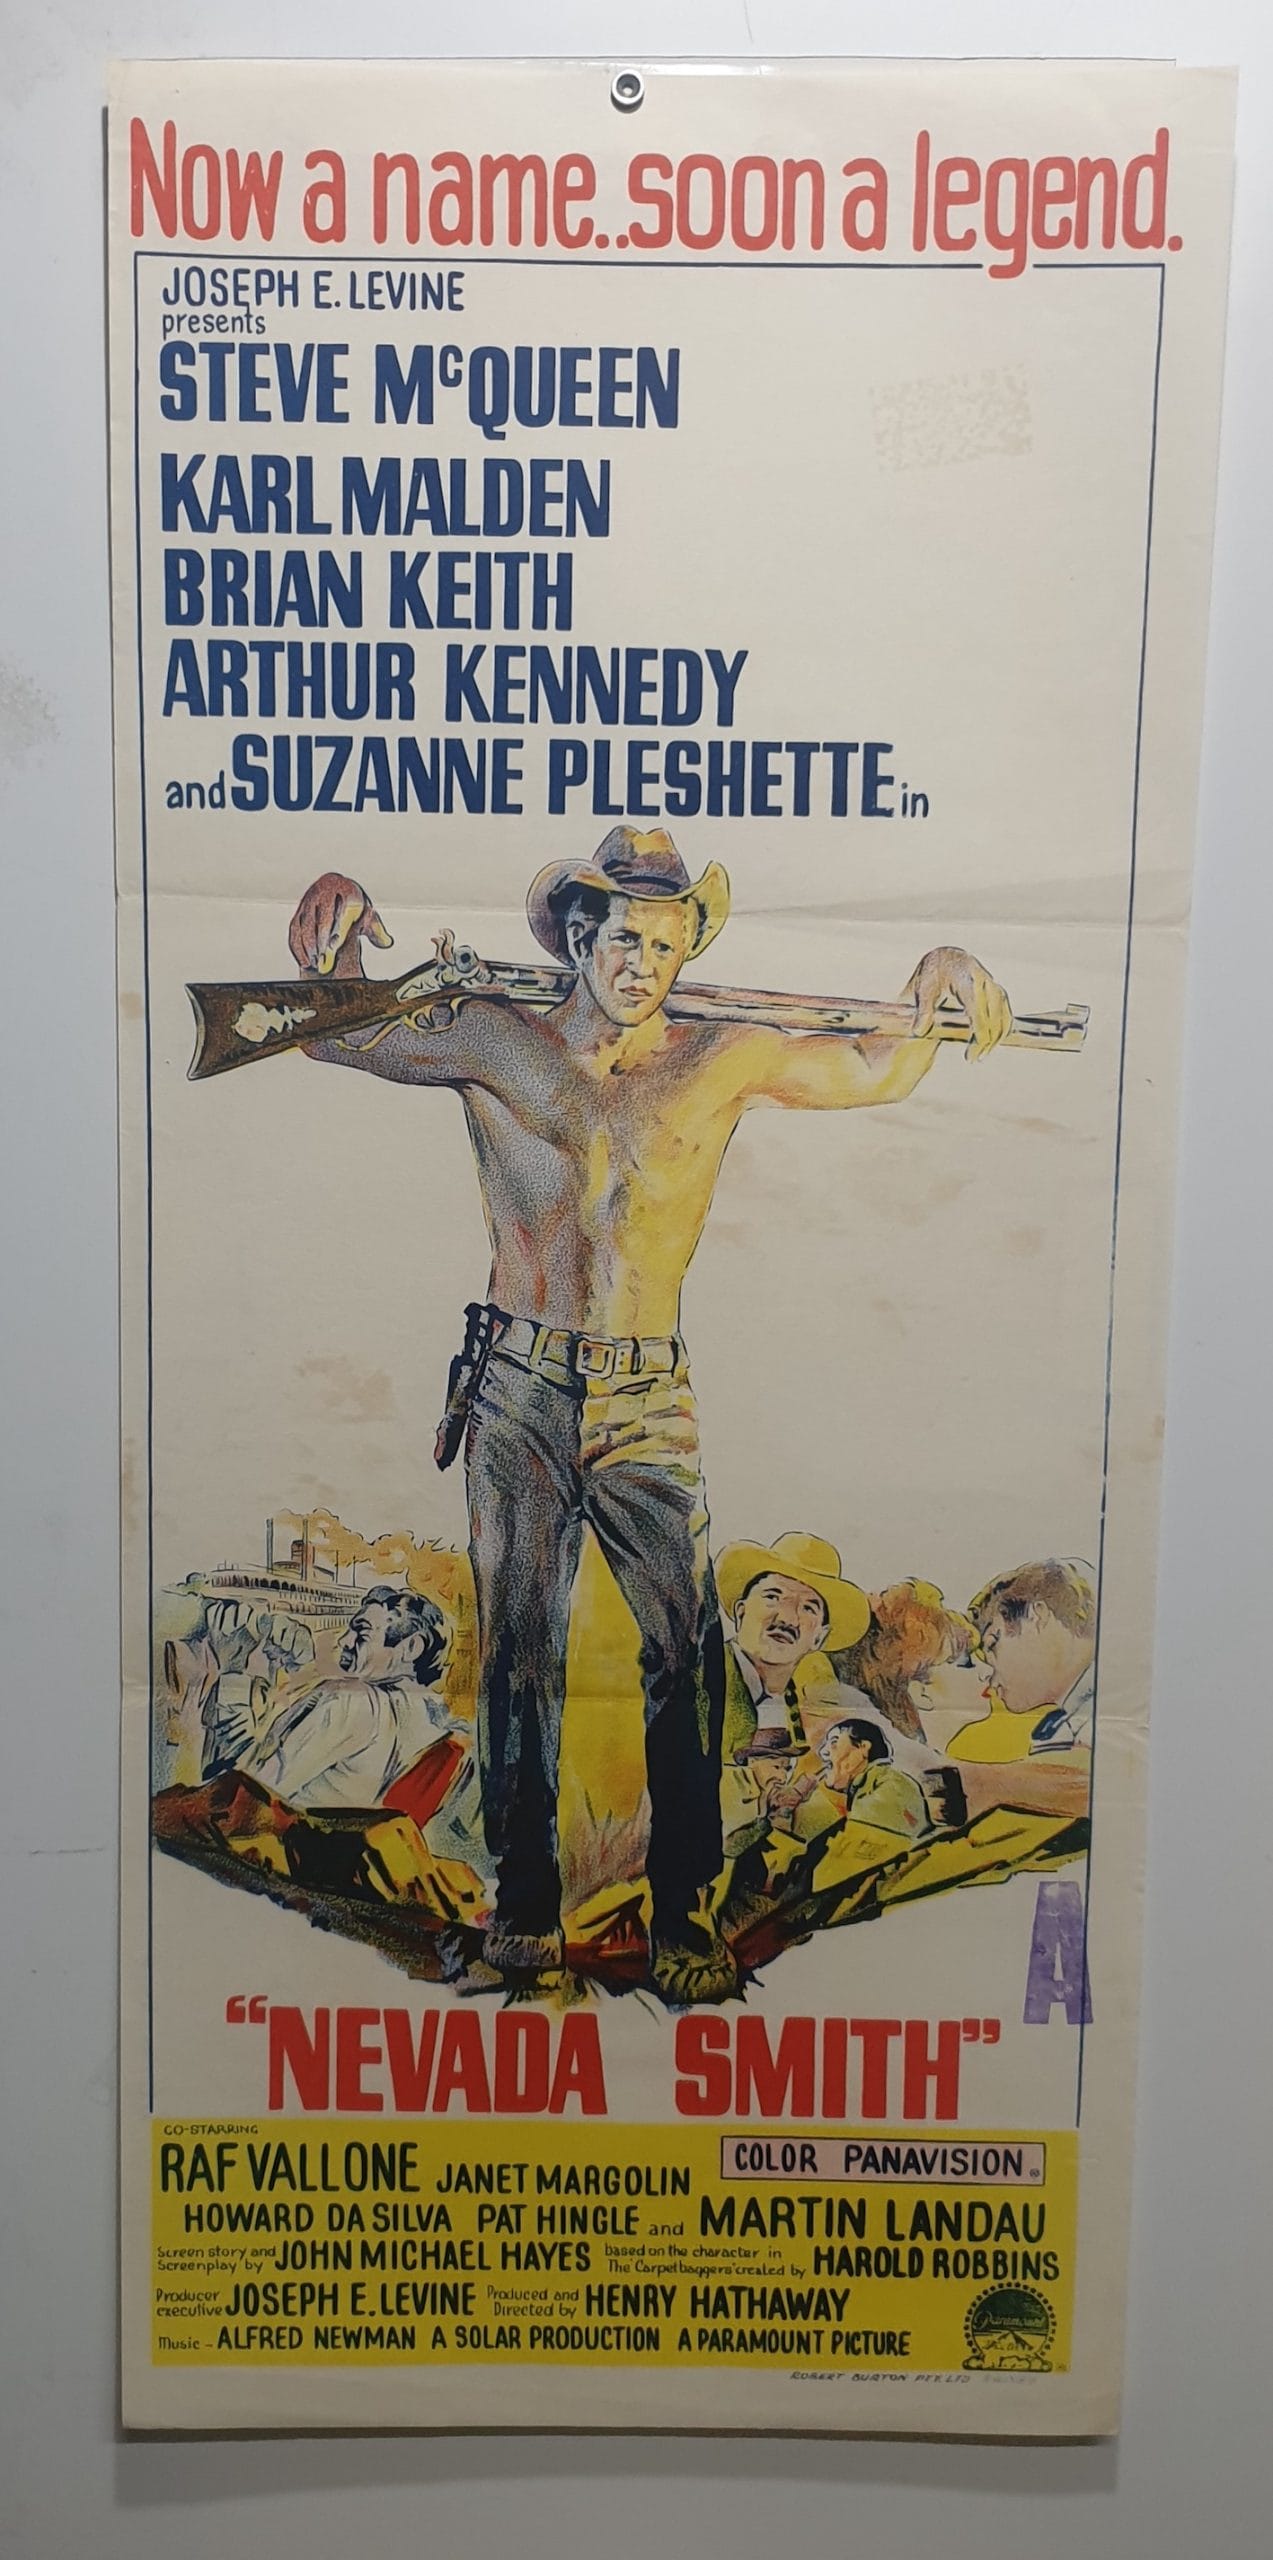 Now a name..soon a legend.
JOSEPH E. LEVINE
presents
STEVE McQUEEN
KARL MALDEN
BRIAN KEITH
ARTHUR KENNEDY
and SUZANNE PLESHETTE in
A
"NEVADA SMITH"
CO-STARRING
RAF VALLONE JANET MARGOLIN
COLOR PANAVISION ®
HOWARD DA SILVA PAT HINGLE and MARTIN LANDAU
Screen story and Screenplay by JOHN MICHAEL HAYES based on the character in The 'Carpetbaggers' created by HAROLD ROBBINS
Producer executive JOSEPH E. LEVINE Produced and Directed by HENRY HATHAWAY
Music - ALFRED NEWMAN A SOLAR PRODUCTION A PARAMOUNT PICTURE
Paramount
ROBERT BURTON PTY. LTD